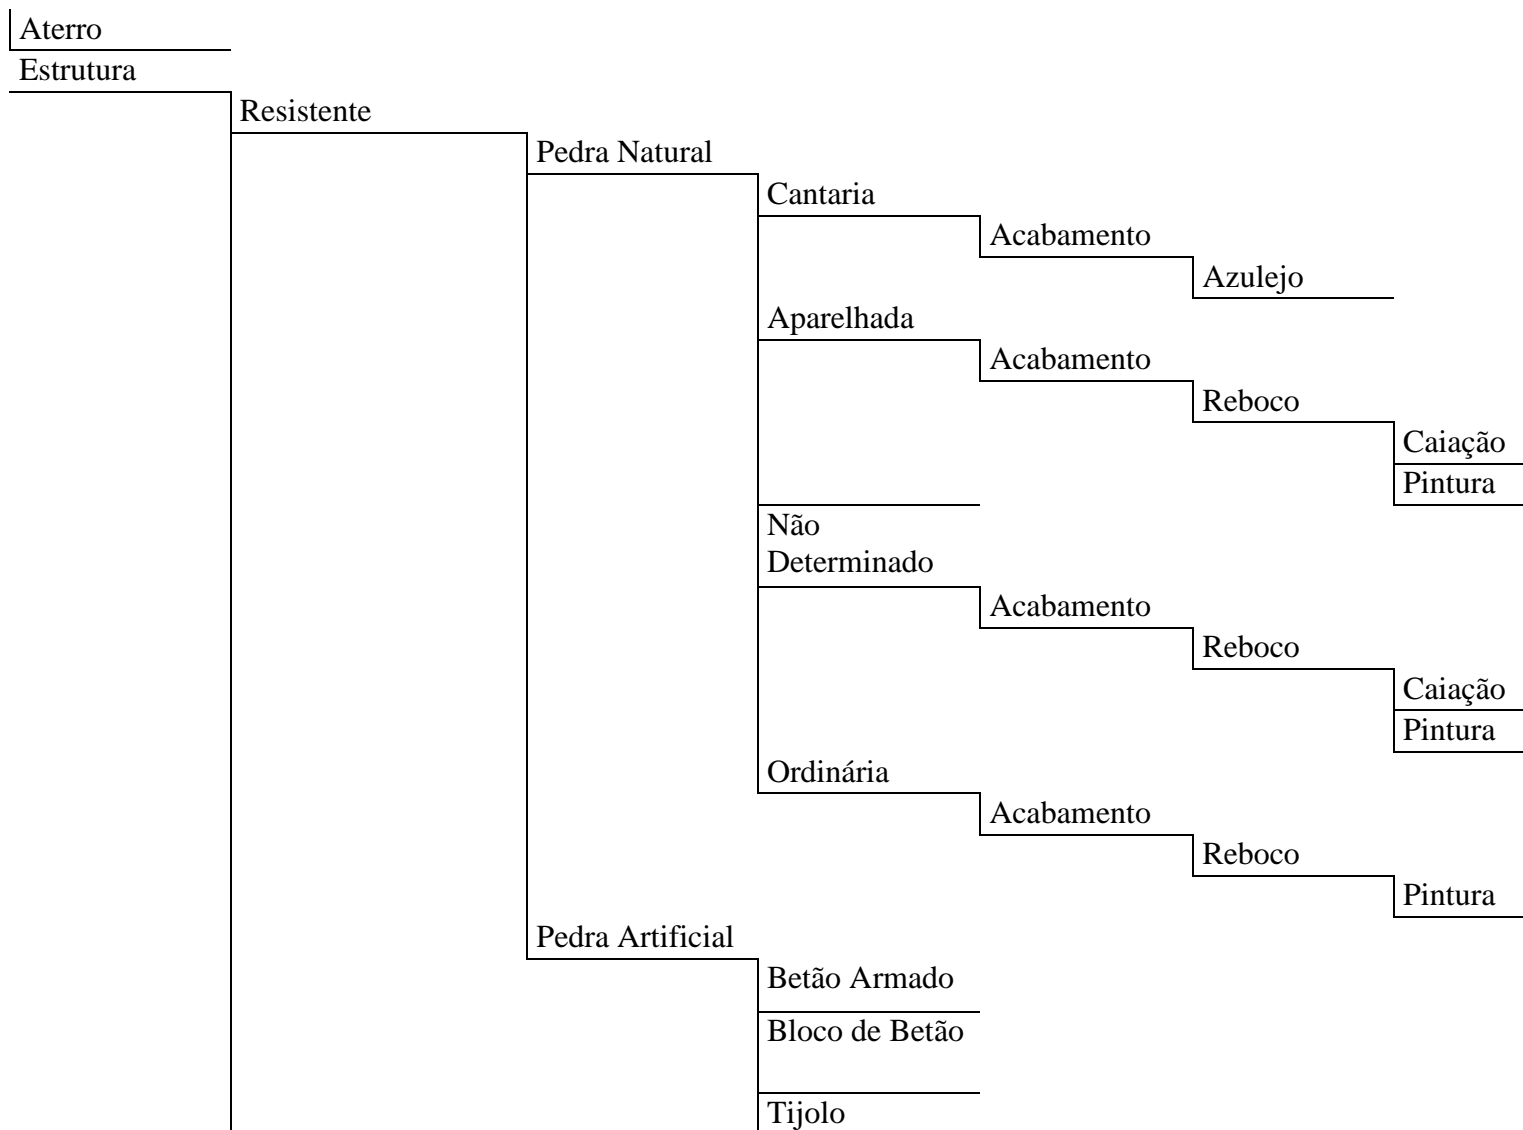 Aterro
Estrutura
Resistente
Pedra Natural
Cantaria
Acabamento
Azulejo
Aparelhada
Acabamento
Reboco
Caiação
Pintura
Não
Determinado
Acabamento
Reboco
Caiação
Pintura
Ordinária
Acabamento
Reboco
Pintura
Pedra Artificial
Betão Armado
Bloco de Betão
Tijolo